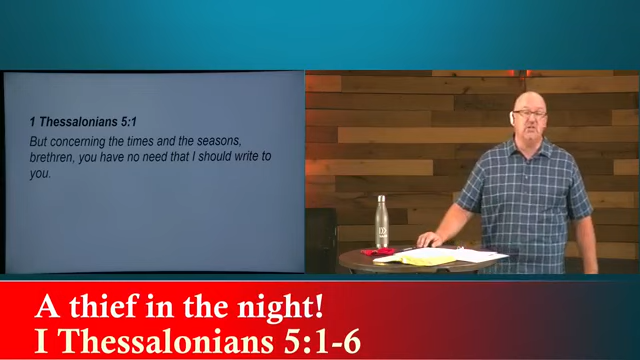 1 Thessalonians 5:1
But concerning the times and the seasons,
brethren, you have no need that I should write to
you.
A thief in the night!
I Thessalonians 5:1-6